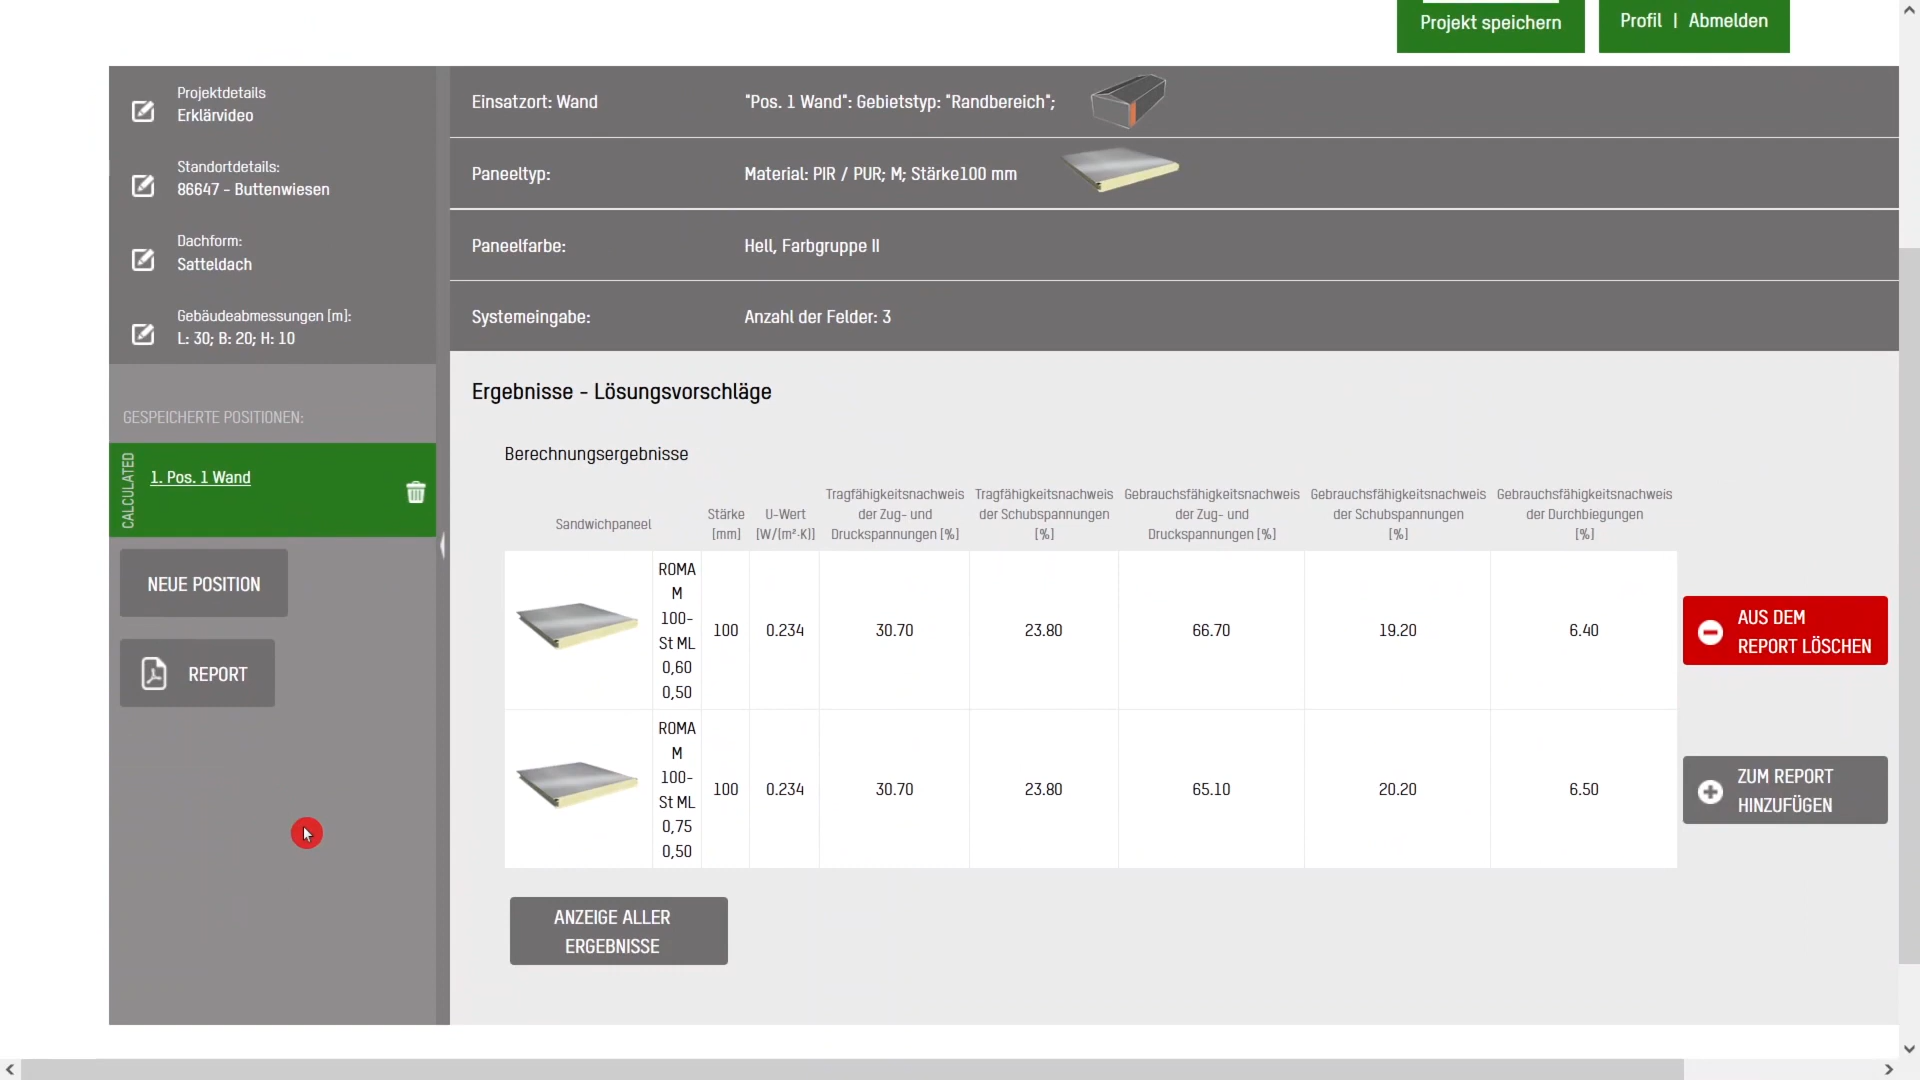 Projekt speichern
Profil | Abmelden
Projektdetails
Erklärvideo
Standortdetails:
86647 - Buttenwiesen
Dachform:
Satteldach
Gebäudeabmessungen [m]:
L: 30; B: 20; H: 10
GESPEICHERTE POSITIONEN:
CALCULATED
1. Pos. 1 Wand
NEUE POSITION
REPORT
Einsatzort: Wand
"Pos. 1 Wand": Gebietstyp: "Randbereich";
Paneeltyp:
Material: PIR / PUR; M; Stärke100 mm
Paneelfarbe:
Hell, Farbgruppe II
Systemeingabe:
Anzahl der Felder: 3
Ergebnisse - Lösungsvorschläge
Berechnungsergebnisse
Sandwichpaneel
Stärke
[mm]
U-Wert
[W/(m²·K)]
Tragfähigkeitsnachweis
der Zug- und
Druckspannungen [%]
Tragfähigkeitsnachweis
der Schubspannungen
[%]
Gebrauchsfähigkeitsnachweis
der Zug- und
Druckspannungen [%]
Gebrauchsfähigkeitsnachweis
der Schubspannungen
[%]
Gebrauchsfähigkeitsnachweis
der Durchbiegungen
[%]
ROMA
M
100-
St ML
0,60
0,50
100
0.234
30.70
23.80
66.70
19.20
6.40
AUS DEM
REPORT LÖSCHEN
ROMA
M
100-
St ML
0,75
0,50
100
0.234
30.70
23.80
65.10
20.20
6.50
ZUM REPORT
HINZUFÜGEN
ANZEIGE ALLER
ERGEBNISSE